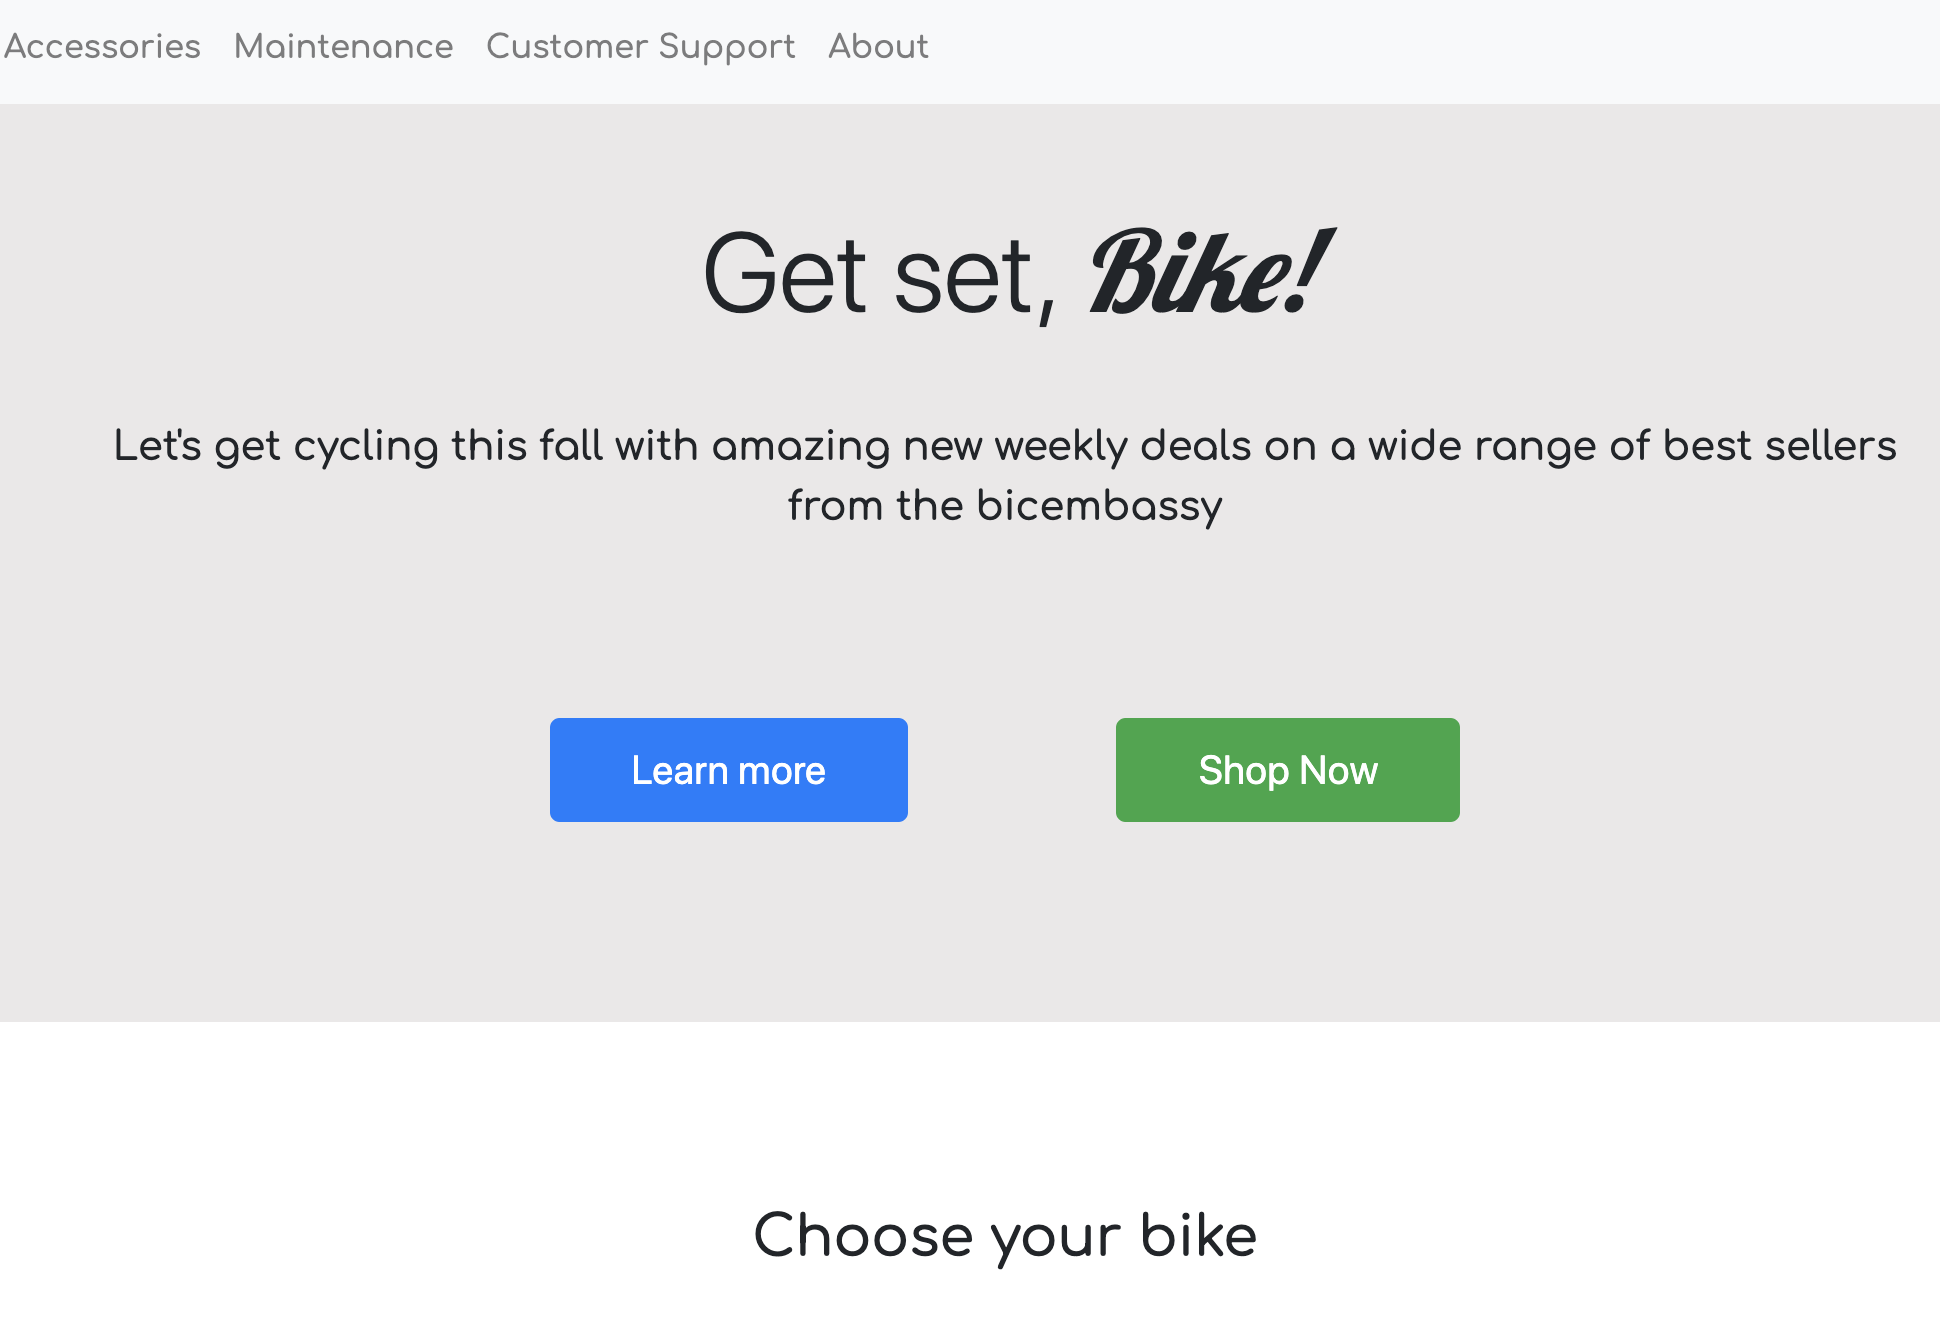 Accessories Maintenance Customer Support About
Get set, Bike!
Let's get cycling this fall with amazing new weekly deals on a wide range of best sellers
from the bicembassy
Learn more Shop Now
Choose your bike